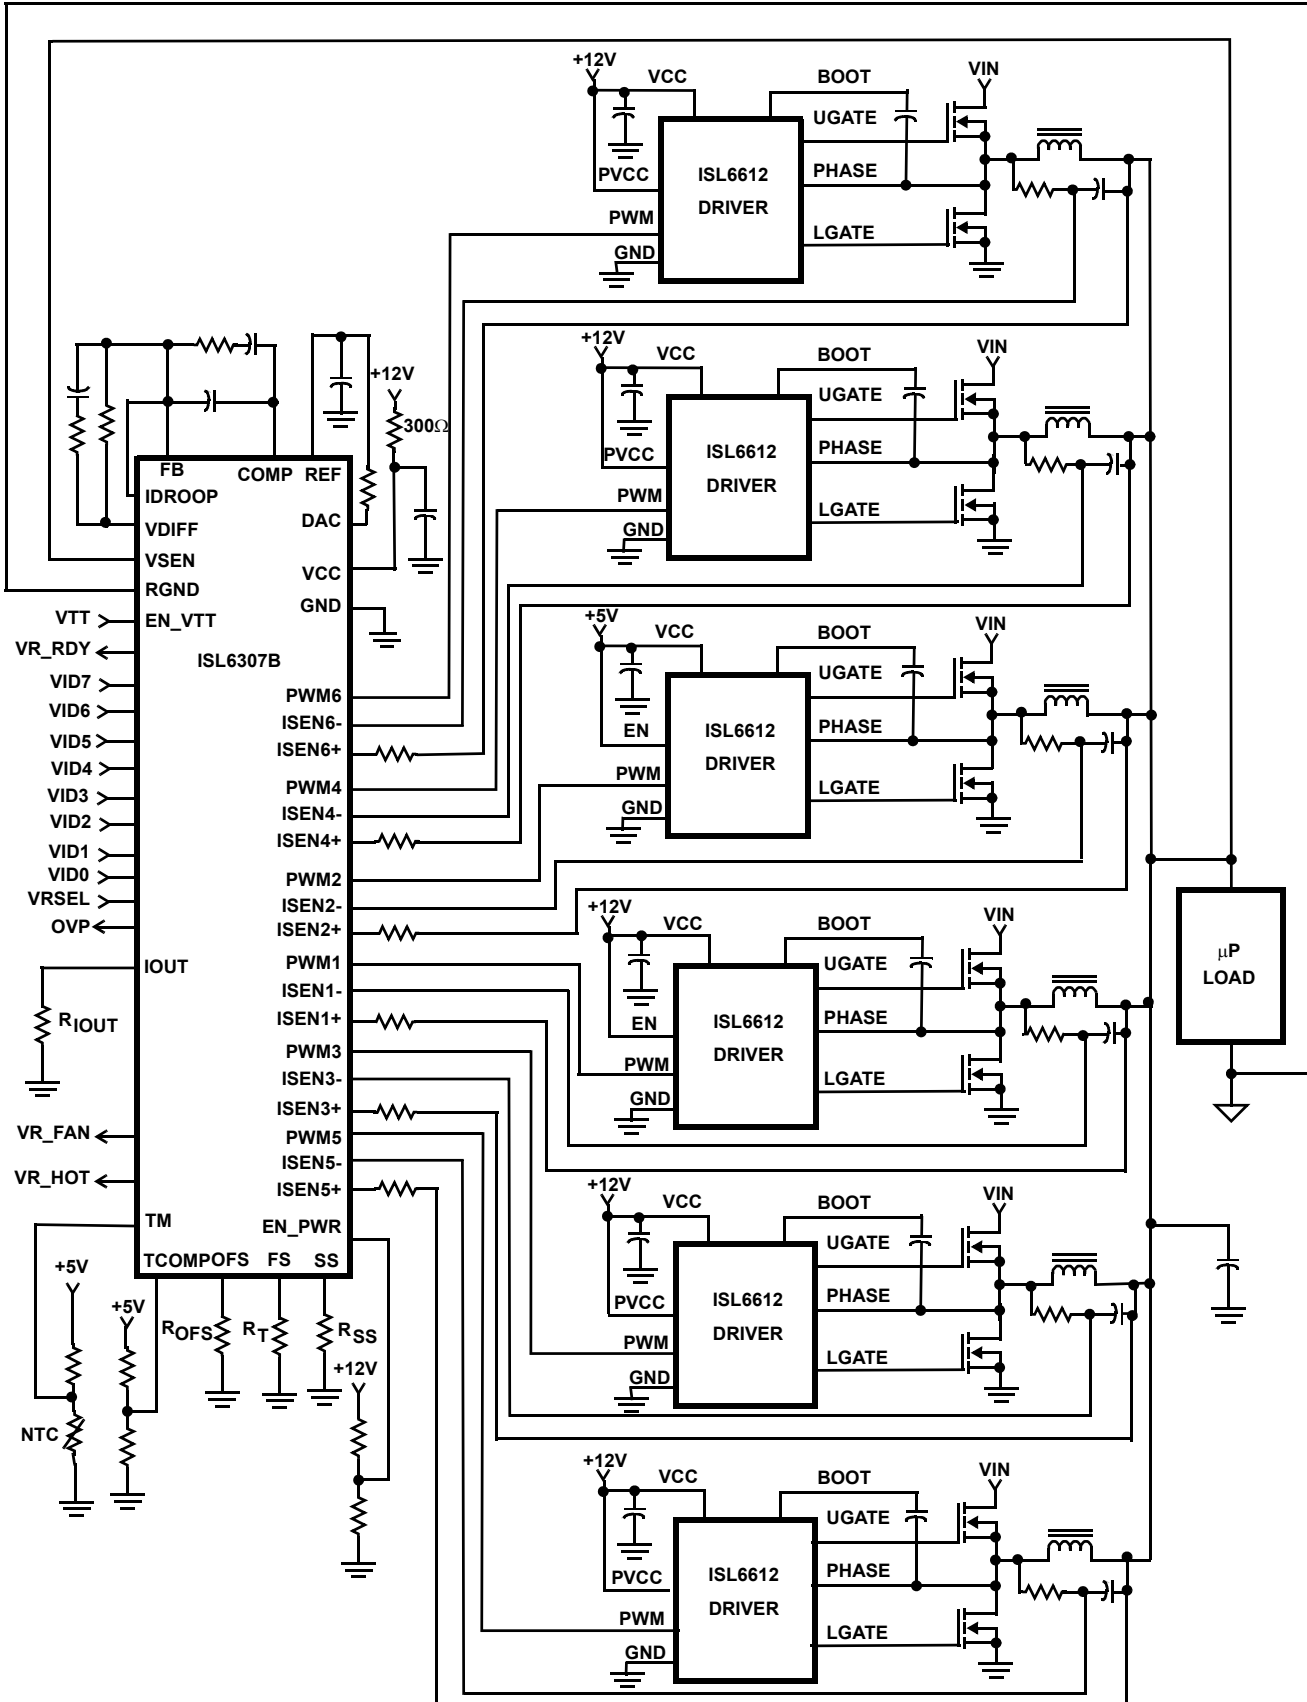 +12V
VCC
BOOT
VIN
UGATE
ISL6612
DRIVER
PVCC
PHASE
PWM
LGATE
GND
+12V
VCC
BOOT
VIN
UGATE
ISL6612
DRIVER
PVCC
PHASE
PWM
LGATE
GND
+12V
300Ω
FB
COMP
REF
IDROOP
VDIFF
DAC
VSEN
VCC
RGND
GND
VTT
EN_VTT
VR_RDY
ISL6307B
VID7
VID6
VID5
VID4
VID3
VID2
VID1
VID0
VRSEL
OVP
IOUT
RIOUT
VR_FAN
VR_HOT
TM
PWM6
ISEN6-
ISEN6+
PWM4
ISEN4-
ISEN4+
PWM2
ISEN2-
ISEN2+
PWM1
ISEN1-
ISEN1+
PWM3
ISEN3-
ISEN3+
PWM5
ISEN5-
ISEN5+
EN_PWR
TCOMP
OFS
FS
SS
+5V
+5V
ROFS
RT
RSS
+12V
NTC
+5V
VCC
BOOT
VIN
UGATE
ISL6612
DRIVER
EN
PHASE
PWM
LGATE
GND
+12V
VCC
BOOT
VIN
UGATE
ISL6612
DRIVER
EN
PHASE
PWM
LGATE
GND
µP
LOAD
+12V
VCC
BOOT
VIN
UGATE
ISL6612
DRIVER
PVCC
PHASE
PWM
LGATE
GND
+12V
VCC
BOOT
VIN
UGATE
ISL6612
DRIVER
PVCC
PHASE
PWM
LGATE
GND